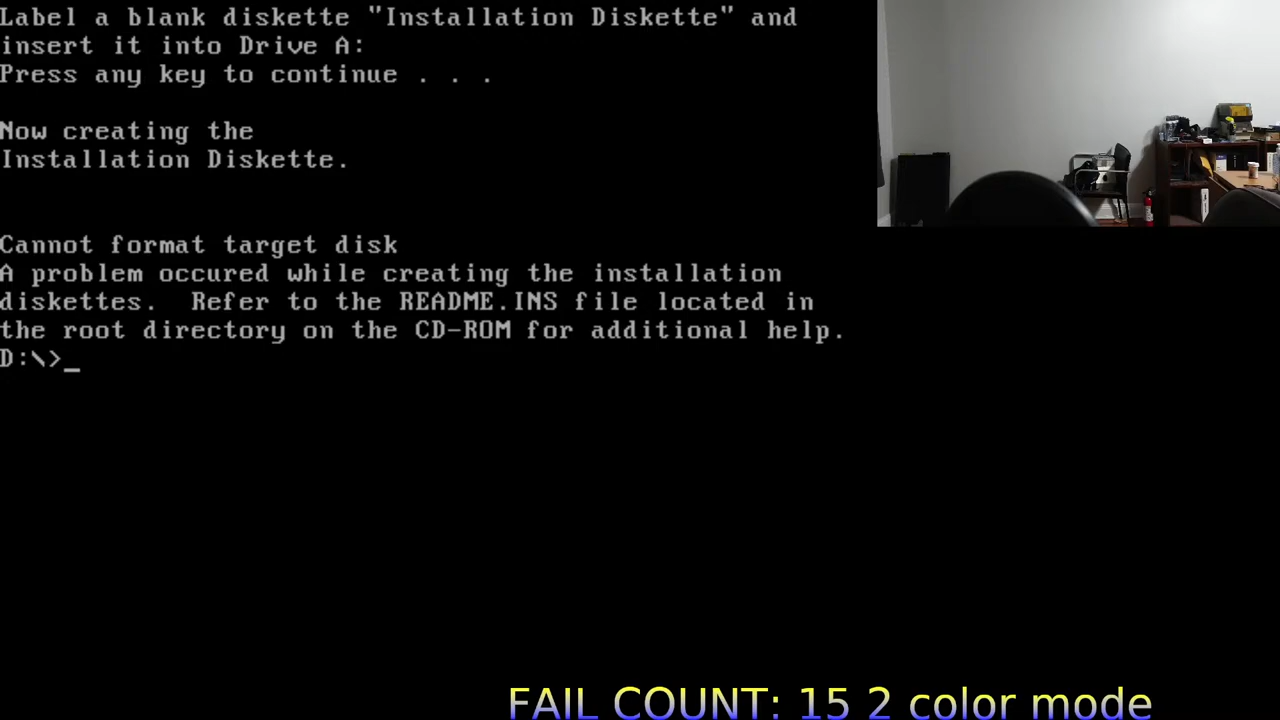 Label a blank diskette "Installation Diskette" and
insert it into Drive A:
Press any key to continue . . .
Now creating the
Installation Diskette.
Cannot format target disk
A problem occured while creating the installation
diskettes.  Refer to the README.INS file located in
the root directory on the CD-ROM for additional help.
D:\>_
FAIL COUNT: 15 2 color mode